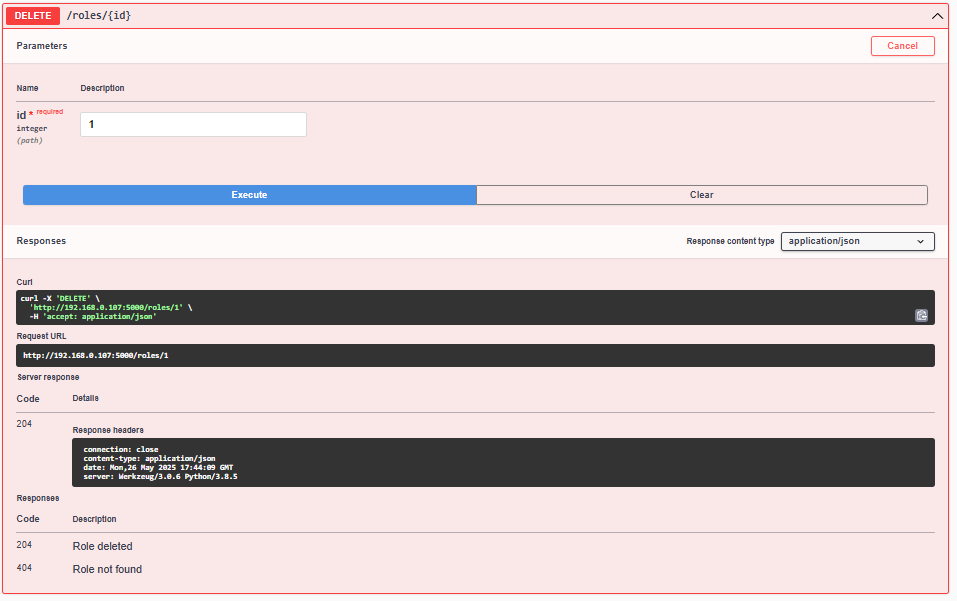 DELETE /roles/{id}
Parameters Cancel
Name Description
id * required
integer
(path)
1
Execute Clear
Responses Response content type application/json
Curl
curl -X 'DELETE' \
'http://192.168.0.107:5000/roles/1' \
-H 'accept: application/json'
Request URL
http://192.168.0.107:5000/roles/1
Server response
Code Details
204
Response headers
connection: close
content-type: application/json
date: Mon,26 May 2025 17:44:09 GMT
server: Werkzeug/3.0.6 Python/3.8.5
Responses
Code Description
204 Role deleted
404 Role not found